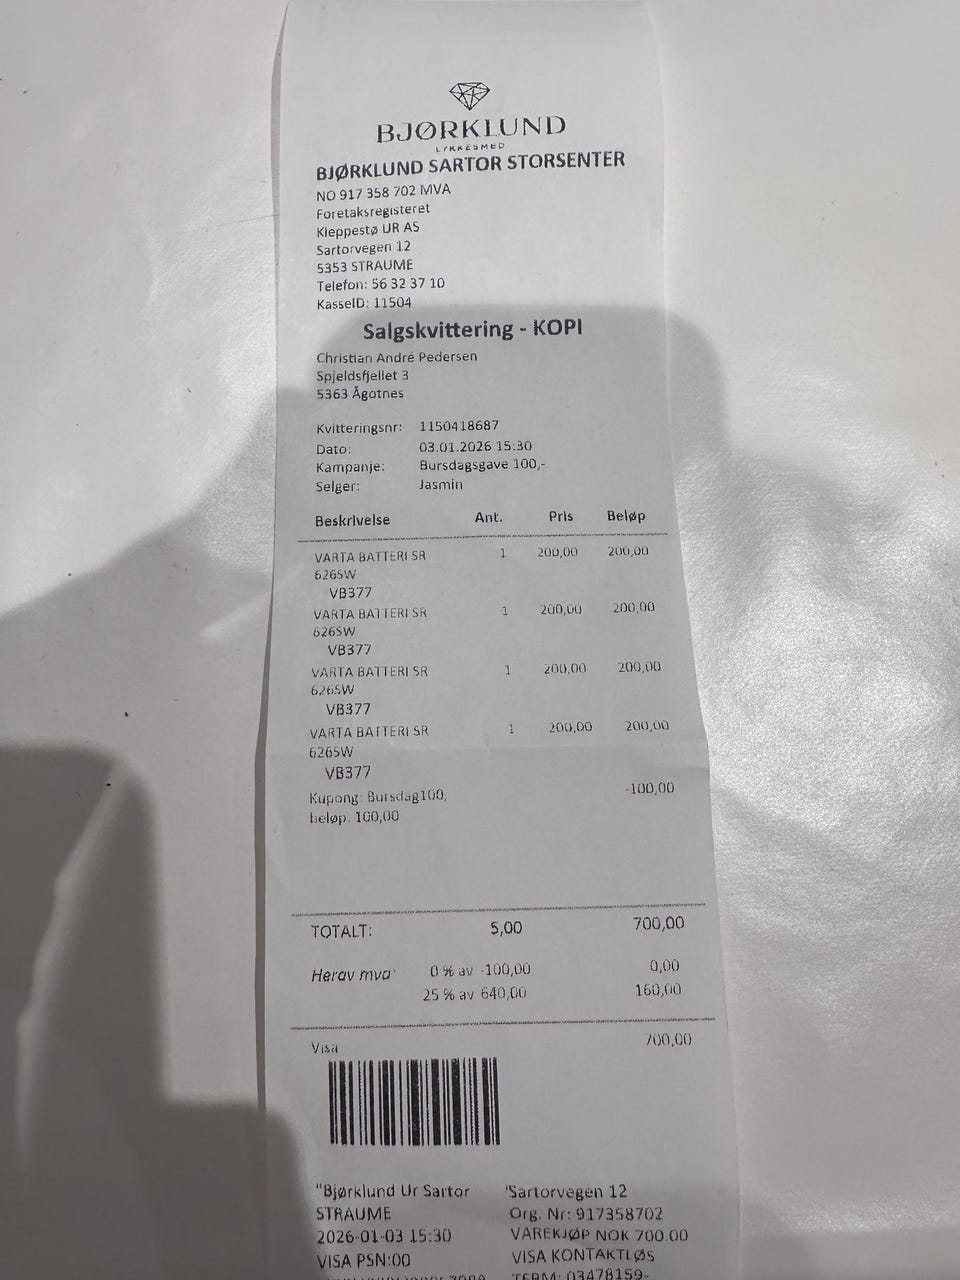 BJØRKLUND
LYKKESMED
BJØRKLUND SARTOR STORSENTER
NO 917 358 702 MVA
Foretaksregisteret
Kleppestø UR AS
Sartorvegen 12
5353 STRAUME
Telefon: 56 32 37 10
KasseID: 11504
Salgskvittering - KOPI
Christian André Pedersen
Spjeldsfjellet 3
5363 Ågotnes
Kvitteringsnr: 1150418687
Dato: 03.01.2026 15:30
Kampanje: Bursdagsgave 100,-
Selger: Jasmin
Beskrivelse Ant. Pris Beløp
VARTA BATTERI SR 1 200,00 200,00
626SW
VB377
VARTA BATTERI SR 1 200,00 200,00
626SW
VB377
VARTA BATTERI SR 1 200,00 200,00
626SW
VB377
VARTA BATTERI SR 1 200,00 200,00
626SW
VB377
Kupong: Bursdag100, -100,00
beløp. 100,00
TOTALT: 5,00 700,00
Herav mva: 0 % av -100,00 0,00
25 % av 640,00 160,00
Visa 700,00
"Bjørklund Ur Sartor 'Sartorvegen 12
STRAUME Org. Nr: 917358702
2026-01-03 15:30 VAREKJØP NOK 700.00
VISA PSN:00 VISA KONTAKTLØS
TERM: 03478159-